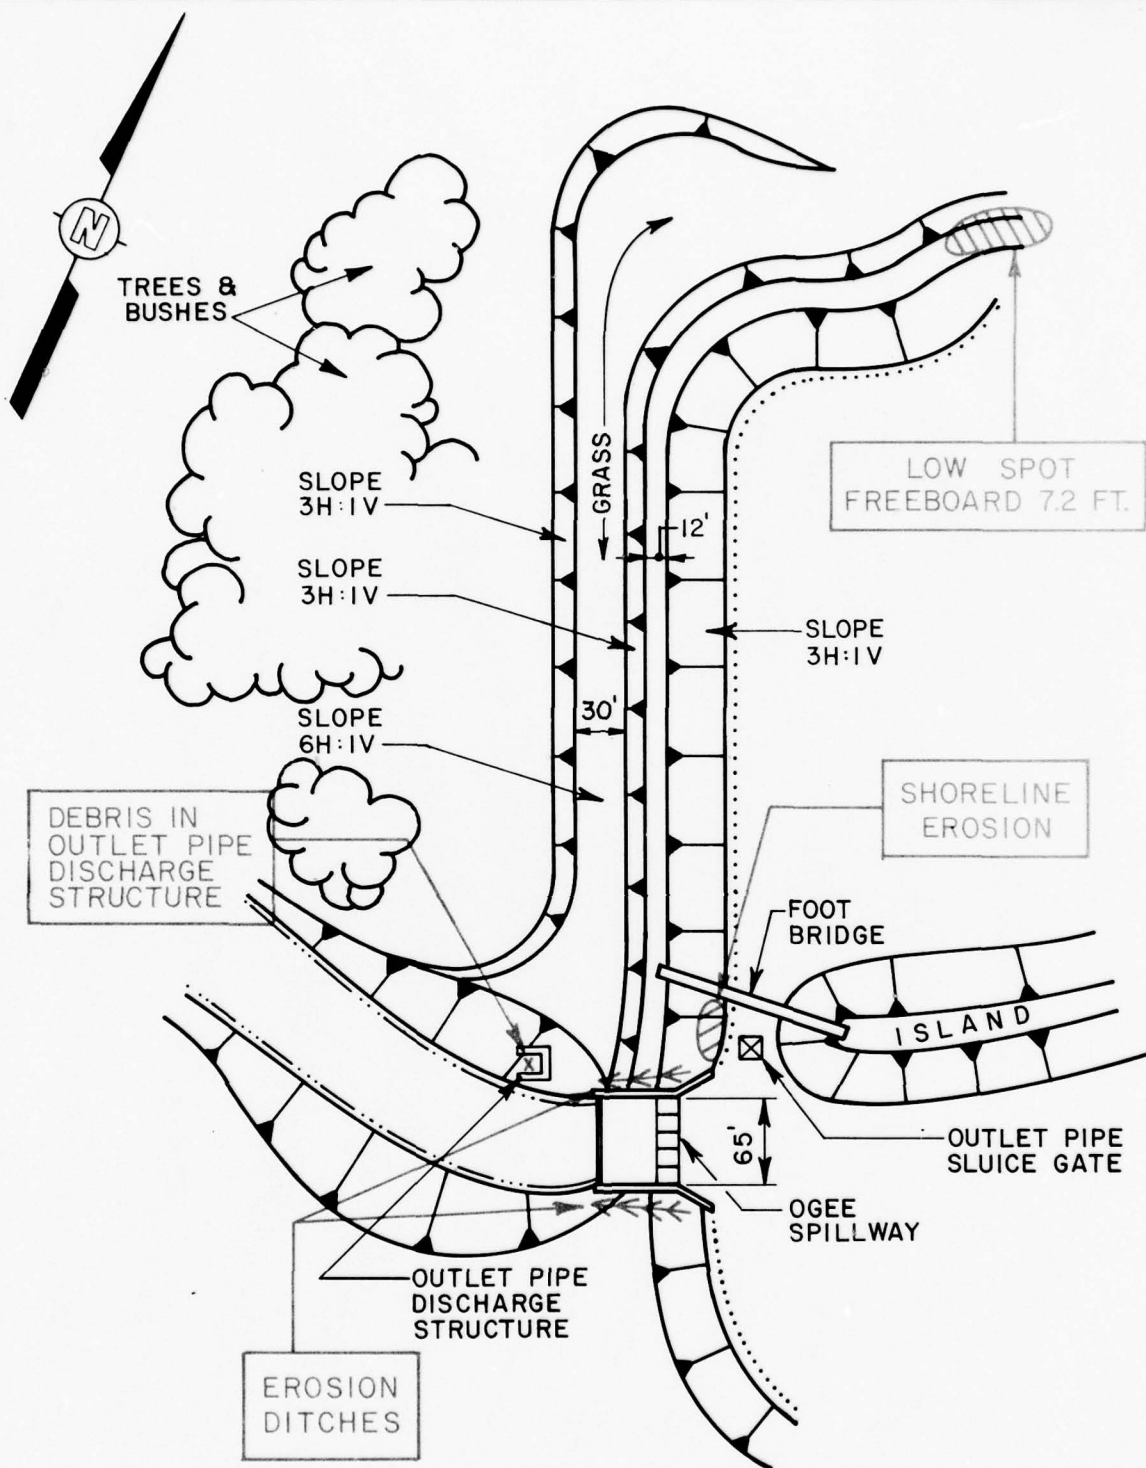 N
TREES &
BUSHES
LOW SPOT
FREEBOARD 7.2 FT.
GRASS
SLOPE
3H:1V
12'
SLOPE
3H:1V
SLOPE
3H:1V
30'
SLOPE
6H:1V
DEBRIS IN
OUTLET PIPE
DISCHARGE
STRUCTURE
SHORELINE
EROSION
FOOT
BRIDGE
ISLAND
X
65'
OUTLET PIPE
SLUICE GATE
OGEE
SPILLWAY
OUTLET PIPE
DISCHARGE
STRUCTURE
EROSION
DITCHES